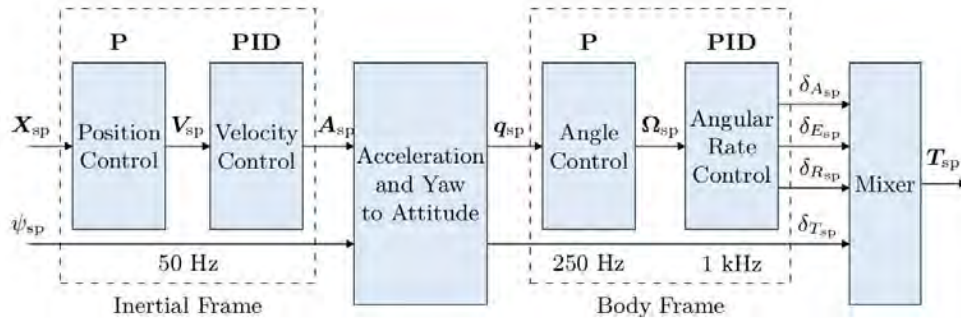 P
PID
P
PID
X_sp
Position
Control
V_sp
Velocity
Control
A_sp
Acceleration
and Yaw
to Attitude
q_sp
Angle
Control
Ω_sp
Angular
Rate
Control
δ_A_sp
δ_E_sp
δ_R_sp
δ_T_sp
Mixer
T_sp
ψ_sp
50 Hz
250 Hz
1 kHz
Inertial Frame
Body Frame